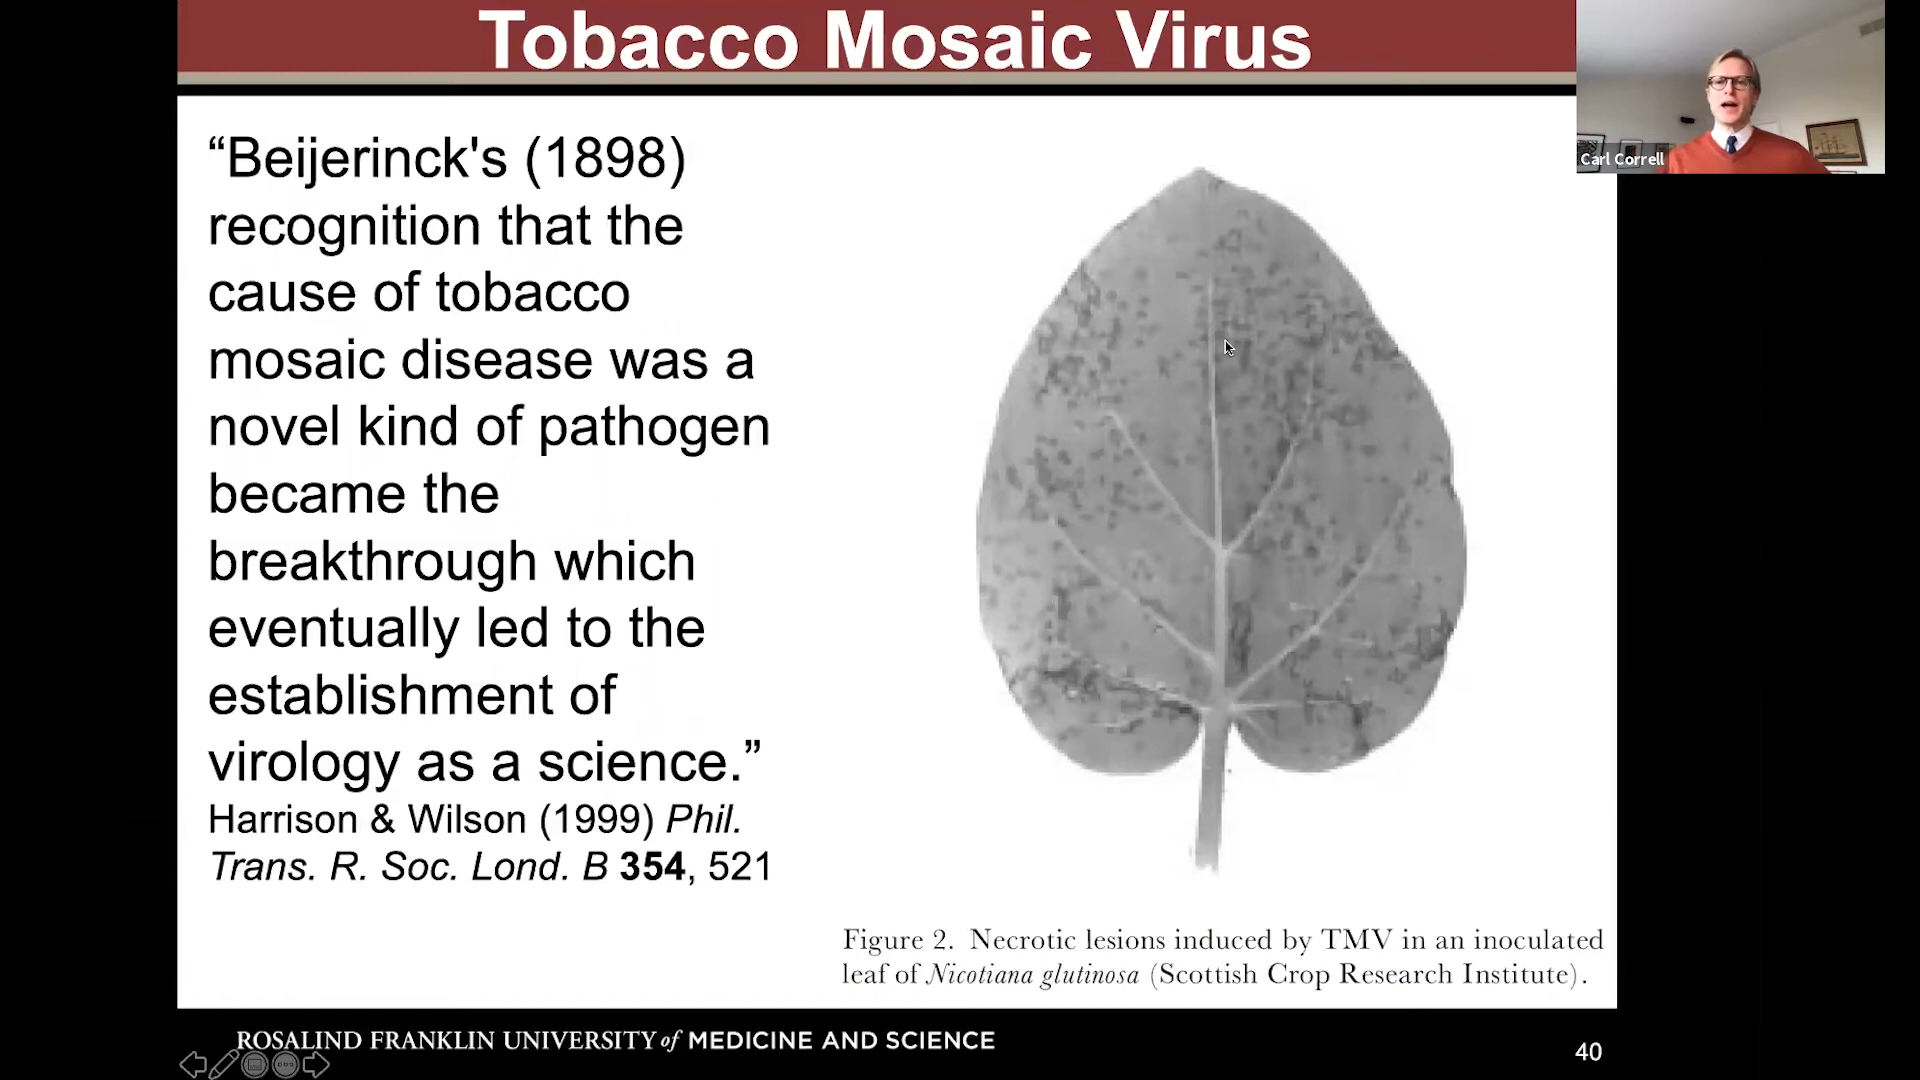 Tobacco Mosaic Virus
Carl Correll
“Beijerinck's (1898)
recognition that the
cause of tobacco
mosaic disease was a
novel kind of pathogen
became the
breakthrough which
eventually led to the
establishment of
virology as a science.”
Harrison & Wilson (1999) Phil.
Trans. R. Soc. Lond. B 354, 521
Figure 2. Necrotic lesions induced by TMV in an inoculated
leaf of Nicotiana glutinosa (Scottish Crop Research Institute).
ROSALIND FRANKLIN UNIVERSITY of MEDICINE AND SCIENCE
40